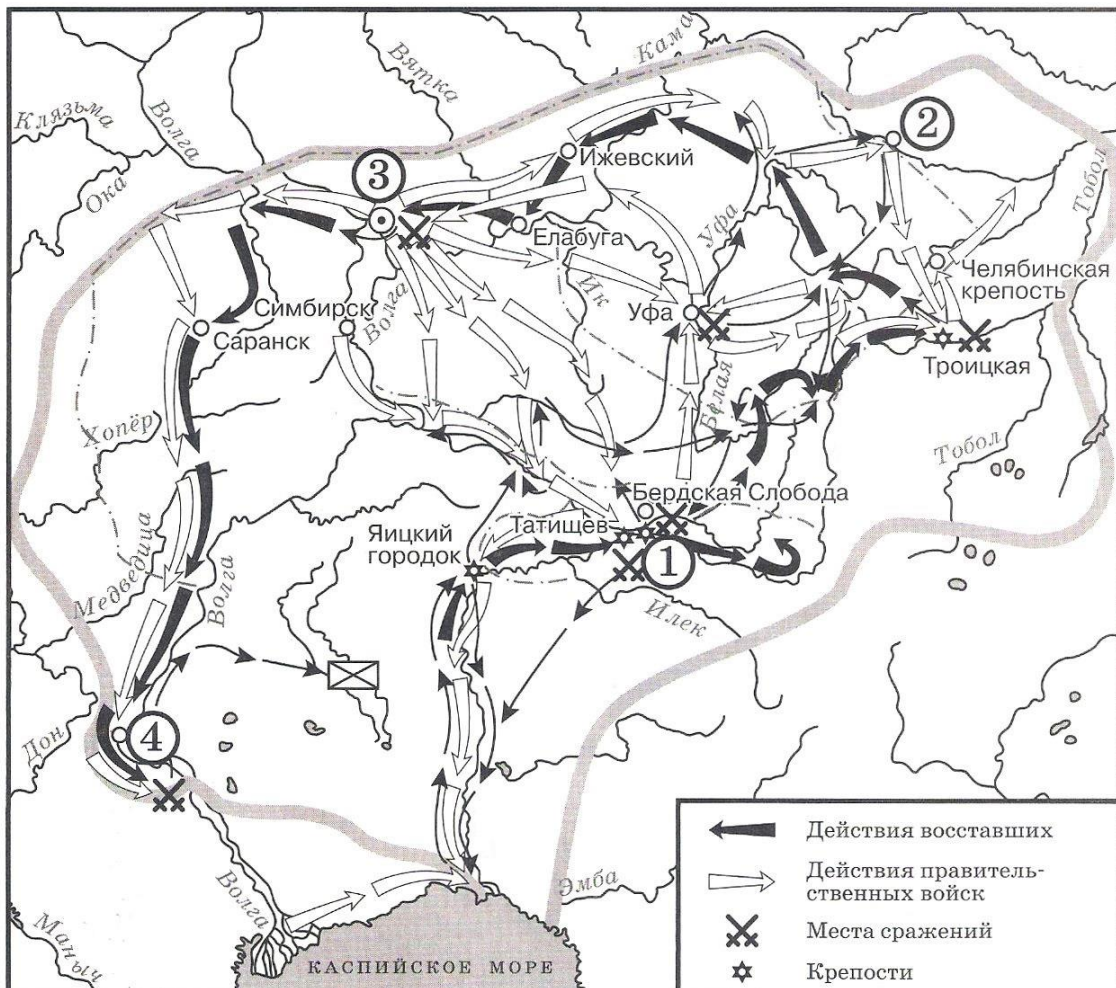 Клязьма
Волга
Вятка
Кама
2
Ока
3
Ижевский
Тобол
Елабуга
Уфа
Челябинская
крепость
Симбирск
Волга
Ик
Уфа
Саранск
Троицкая
Белая
Хопёр
Тобол
Бердская Слобода
Яицкий
городок
Татищев
1
Медведица
Волга
Илек
Дон
4
Действия восставших
Действия правитель-
ственных войск
Волга
Эмба
Места сражений
Маныч
КАСПИЙСКОЕ МОРЕ
Крепости